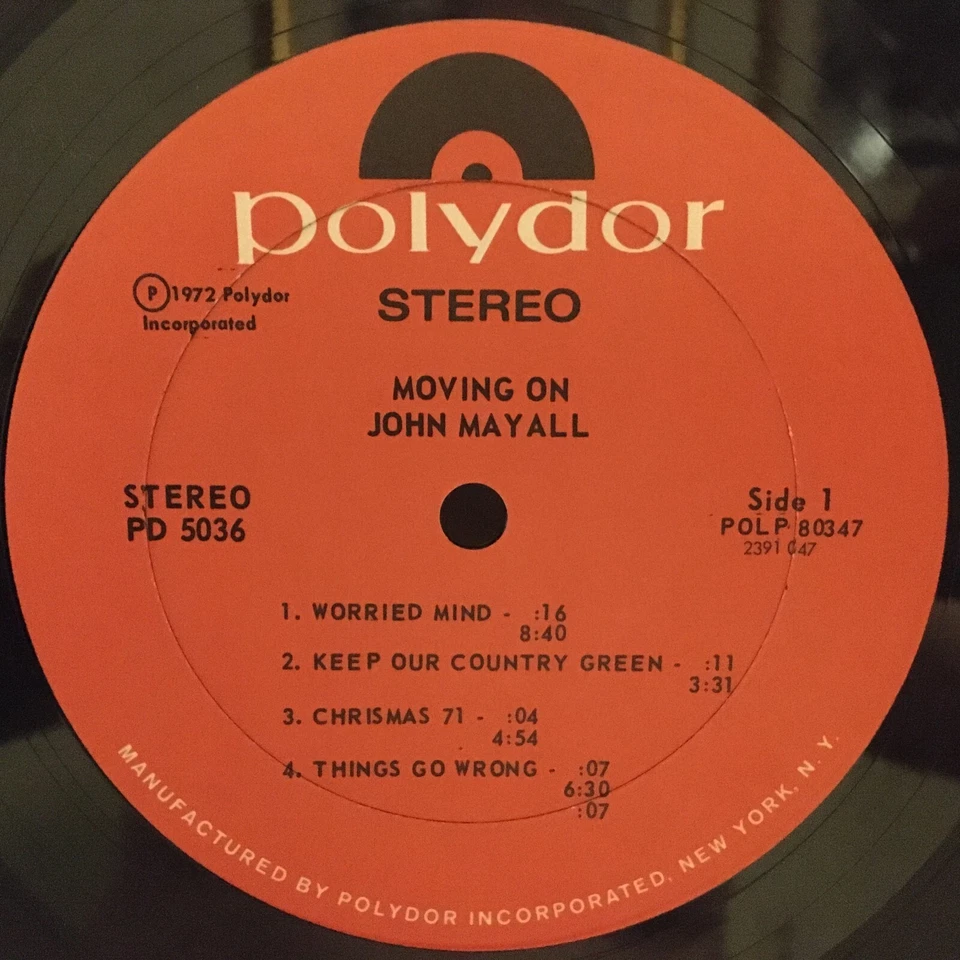 polydor
Ⓟ1972 Polydor
Incorporated
STEREO
MOVING ON
JOHN MAYALL
STEREO
PD 5036
Side 1
POLP 80347
2391 047
1. WORRIED MIND - :16
8:40
2. KEEP OUR COUNTRY GREEN - :11
3:31
3. CHRISMAS 71 - :04
4:54
4. THINGS GO WRONG - :07
6:30
:07
MANUFACTURED BY POLYDOR INCORPORATED, NEW YORK, N. Y.